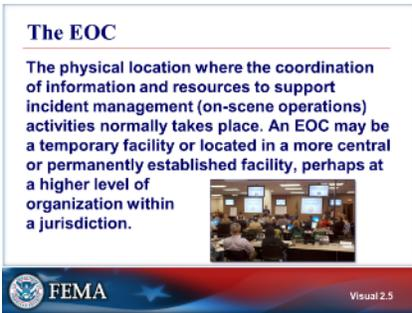 The EOC
The physical location where the coordination
of information and resources to support
incident management (on-scene operations)
activities normally takes place. An EOC may be
a temporary facility or located in a more central
or permanently established facility, perhaps at
a higher level of
organization within
a jurisdiction.
FEMA
Visual 2.5